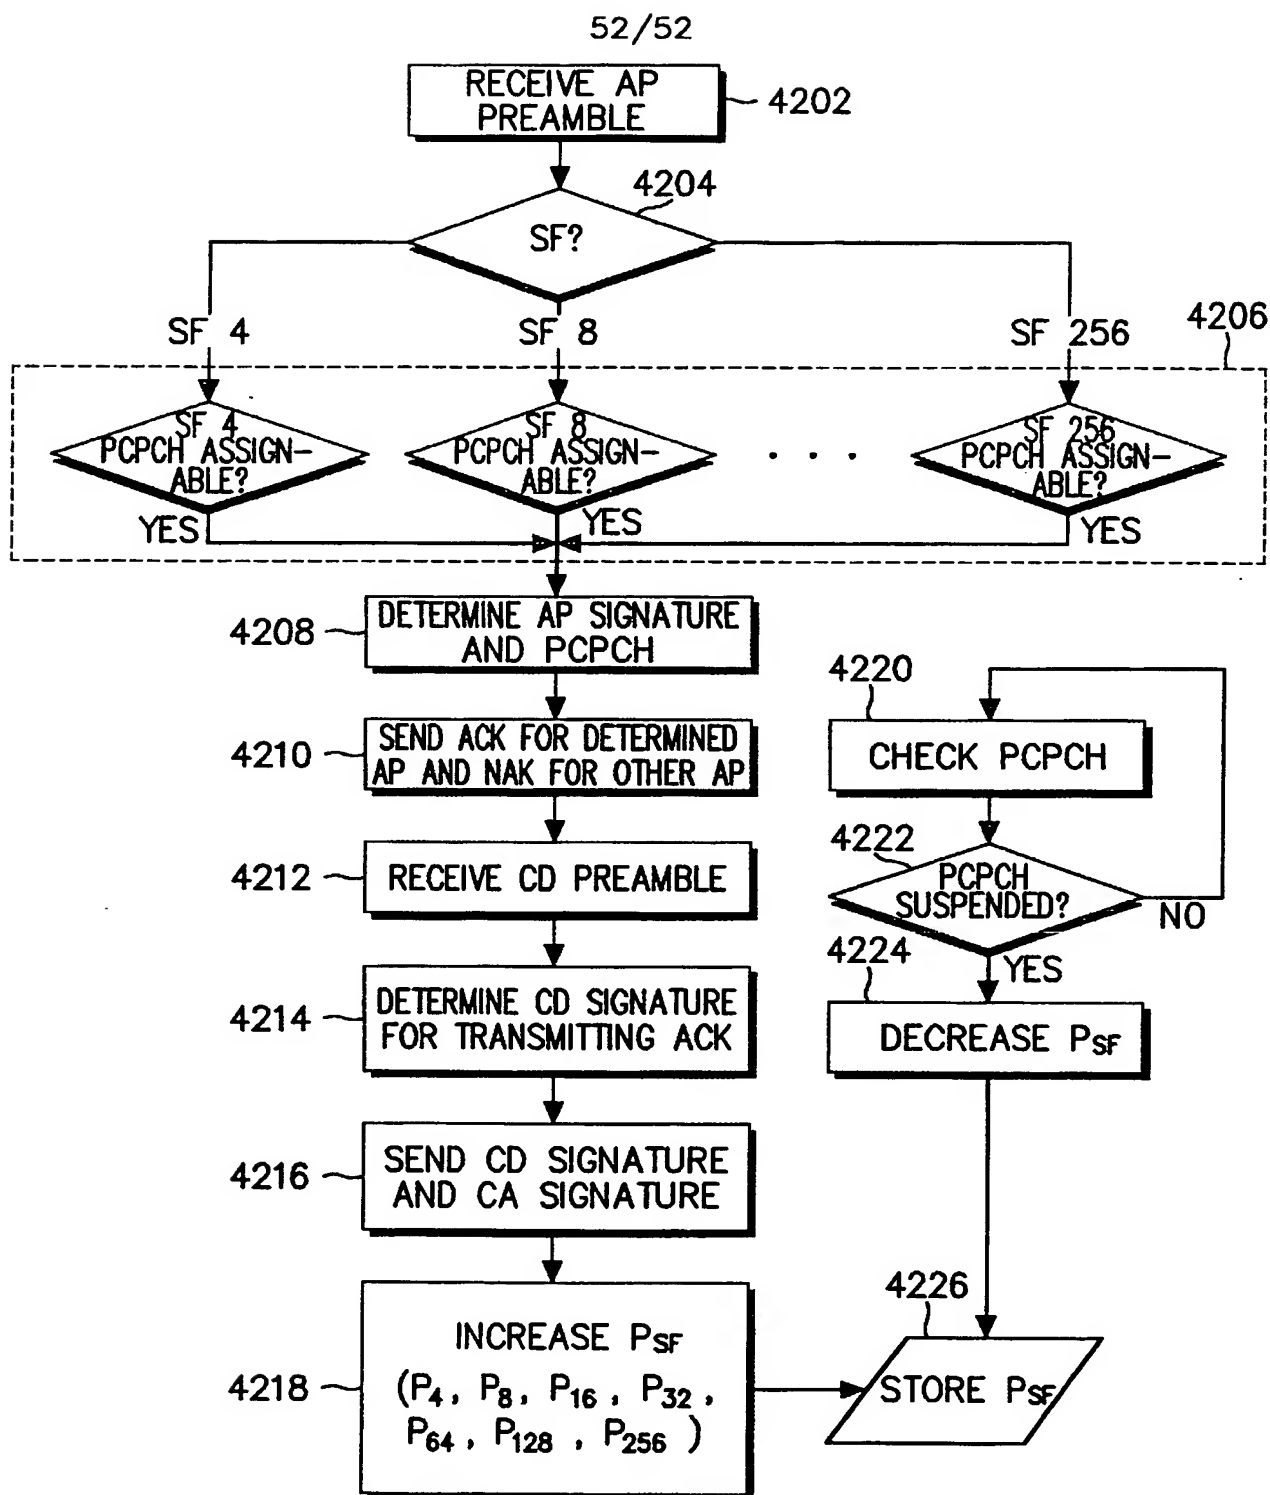 52/52
RECEIVE AP
PREAMBLE
4202
4204
SF?
SF 4
SF 8
SF 256
4206
SF 4
PCPCH ASSIGN-
ABLE?
SF 8
PCPCH ASSIGN-
ABLE?
. . .
SF 256
PCPCH ASSIGN-
ABLE?
YES
YES
YES
4208
DETERMINE AP SIGNATURE
AND PCPCH
4210
SEND ACK FOR DETERMINED
AP AND NAK FOR OTHER AP
4212
RECEIVE CD PREAMBLE
4214
DETERMINE CD SIGNATURE
FOR TRANSMITTING ACK
4216
SEND CD SIGNATURE
AND CA SIGNATURE
4218
INCREASE PSF
(P4, P8, P16, P32,
P64, P128, P256)
4220
CHECK PCPCH
4222
PCPCH
SUSPENDED?
NO
YES
4224
DECREASE PSF
4226
STORE PSF